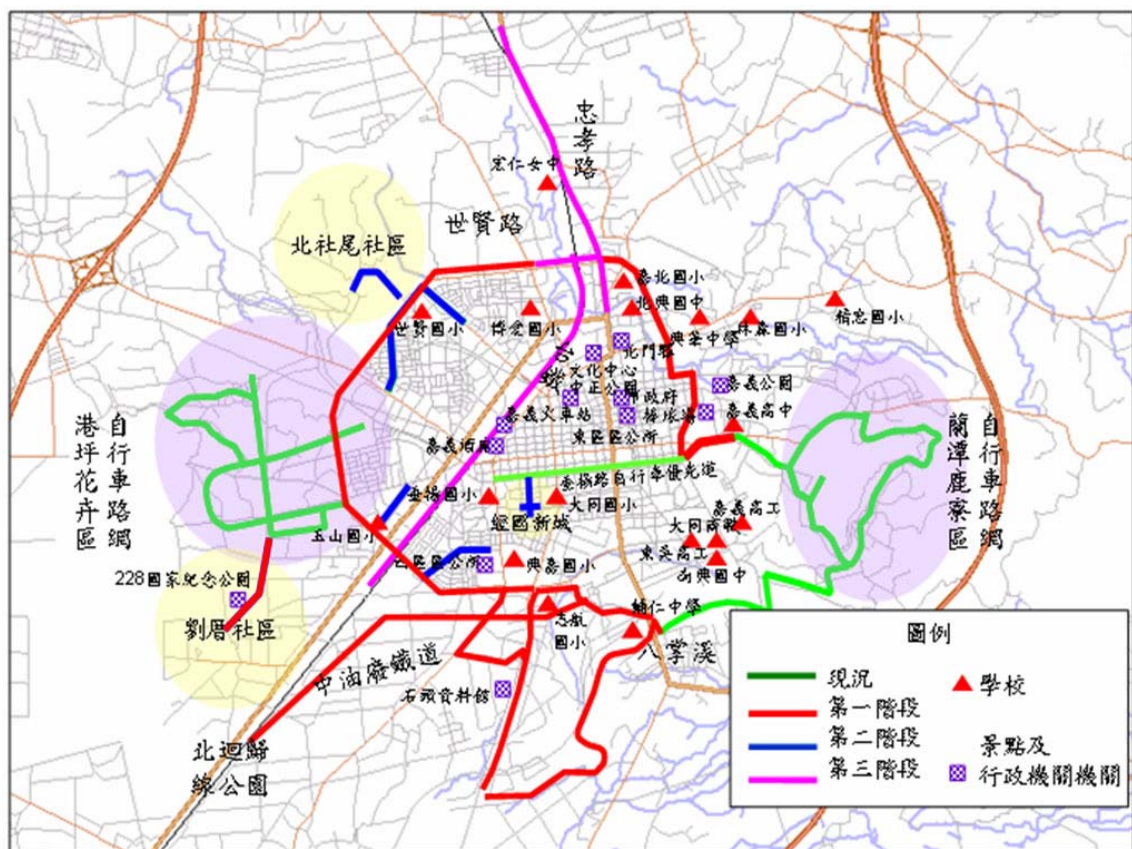 忠孝路
宏仁女中
世賢路
北社尾社區
嘉北國小
世賢國小
博愛國小
北興國中
興華中學
林森國小
北門驛
文化中心
中正公園
市政府
嘉義公園
棒球場
嘉義高中
嘉義火車站
東區區公所
嘉義酒廠
港坪花卉區
自行車路網
蘭潭鹿寮區
自行車路網
垂楊路自行車優先道
垂楊國小
大同國小
經國新城
玉山國小
嘉義高工
大同商職
東吳高工
南興國中
西區區公所
興嘉國小
228國家紀念公園
劉厝社區
志航
國小
輔仁中學
八掌溪
中油廢鐵道
石頭資料館
北迴歸
線公園
圖例
現況
第一階段
第二階段
第三階段
學校
景點及
行政機關機關